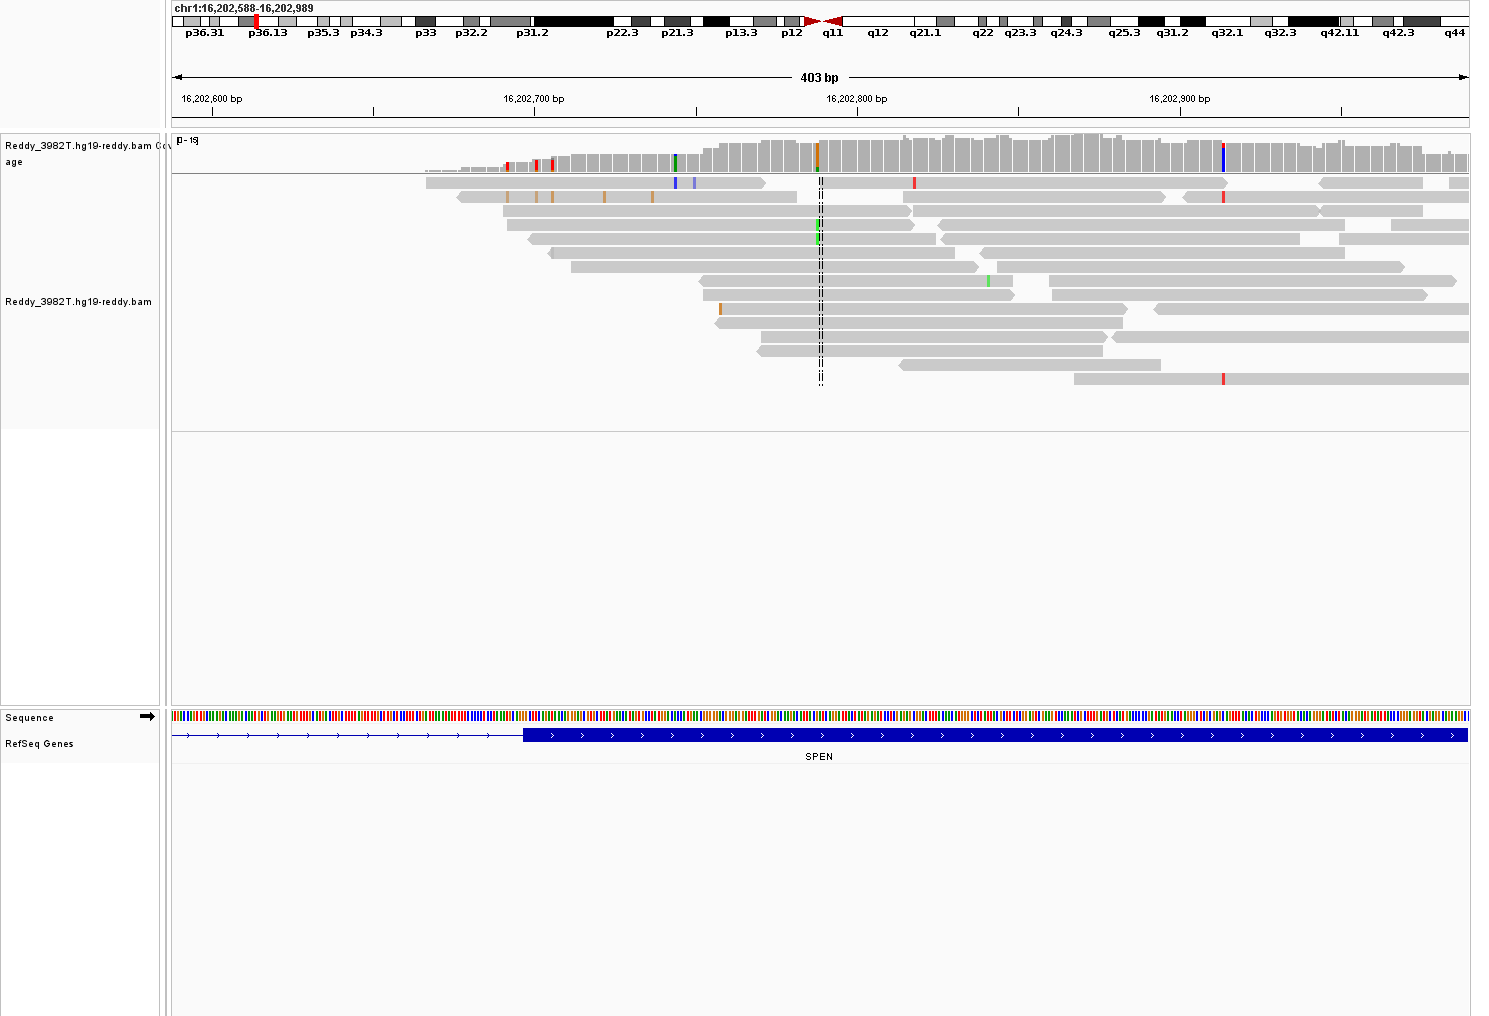 chr1:16,202,588-16,202,989
p36.31 p36.13 p35.3 p34.3 p33 p32.2 p31.2 p22.3 p21.3 p13.3 p12 q11 q12 q21.1 q22 q23.3 q24.3 q25.3 q31.2 q32.1 q32.3 q42.11 q42.3 q44
403 bp
16,202,600 bp 16,202,700 bp 16,202,800 bp 16,202,900 bp
Reddy_3982T.hg19-reddy.bam Cov
age
[0 - 19]
Reddy_3982T.hg19-reddy.bam
Sequence
RefSeq Genes
SPEN